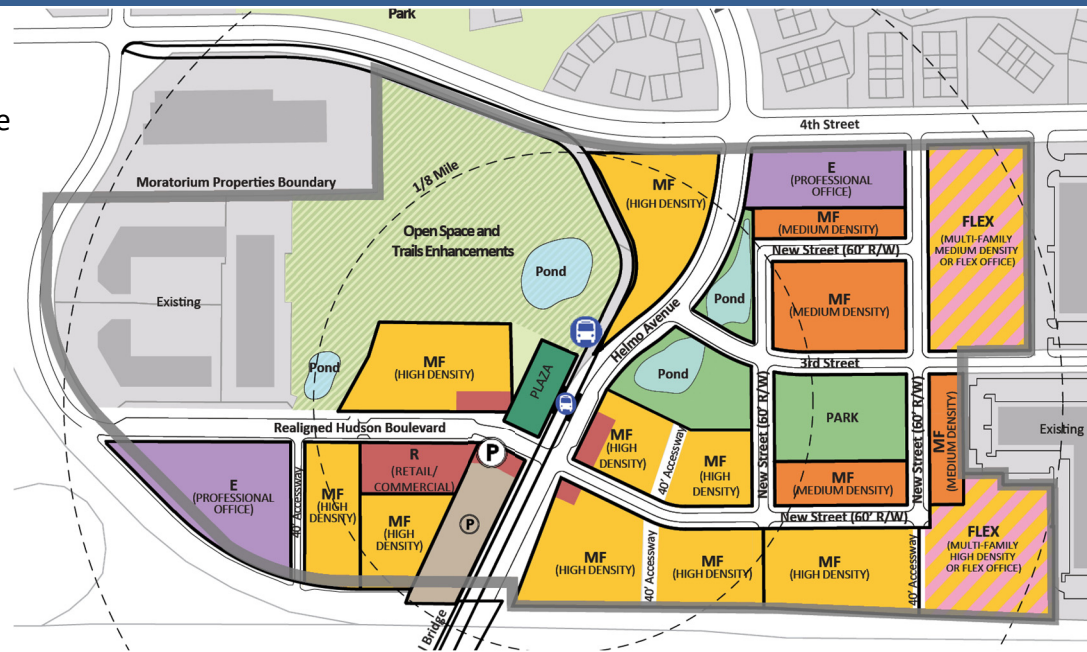 Park
e
4th Street
Moratorium Properties Boundary
1/8 Mile
MF
(HIGH DENSITY)
E
(PROFESSIONAL
OFFICE)
MF
(MEDIUM DENSITY)
New Street (60' R/W)
FLEX
(MULTI-FAMILY
MEDIUM DENSITY
OR FLEX OFFICE)
Open Space and
Trails Enhancements
Pond
Pond
MF
(MEDIUM DENSITY)
Existing
Helmo Avenue
3rd Street
Pond
MF
(HIGH DENSITY)
PLAZA
Pond
PARK
New Street (60' R/W)
New Street (60' R/W)
MF
(MEDIUM DENSITY)
Existing
Realigned Hudson Boulevard
P
R
(RETAIL/
COMMERCIAL)
MF
(HIGH
DENSITY)
40' Accessway
MF
(HIGH
DENSITY)
MF
(MEDIUM DENSITY)
E
(PROFESSIONAL
OFFICE)
40' Accessway
MF
(HIGH
DENSITY)
MF
(HIGH
DENSITY)
P
New Street (60' R/W)
MF
(HIGH DENSITY)
40' Accessway
MF
(HIGH DENSITY)
MF
(HIGH DENSITY)
40' Accessway
FLEX
(MULTI-FAMILY
HIGH DENSITY
OR FLEX OFFICE)
Bridge